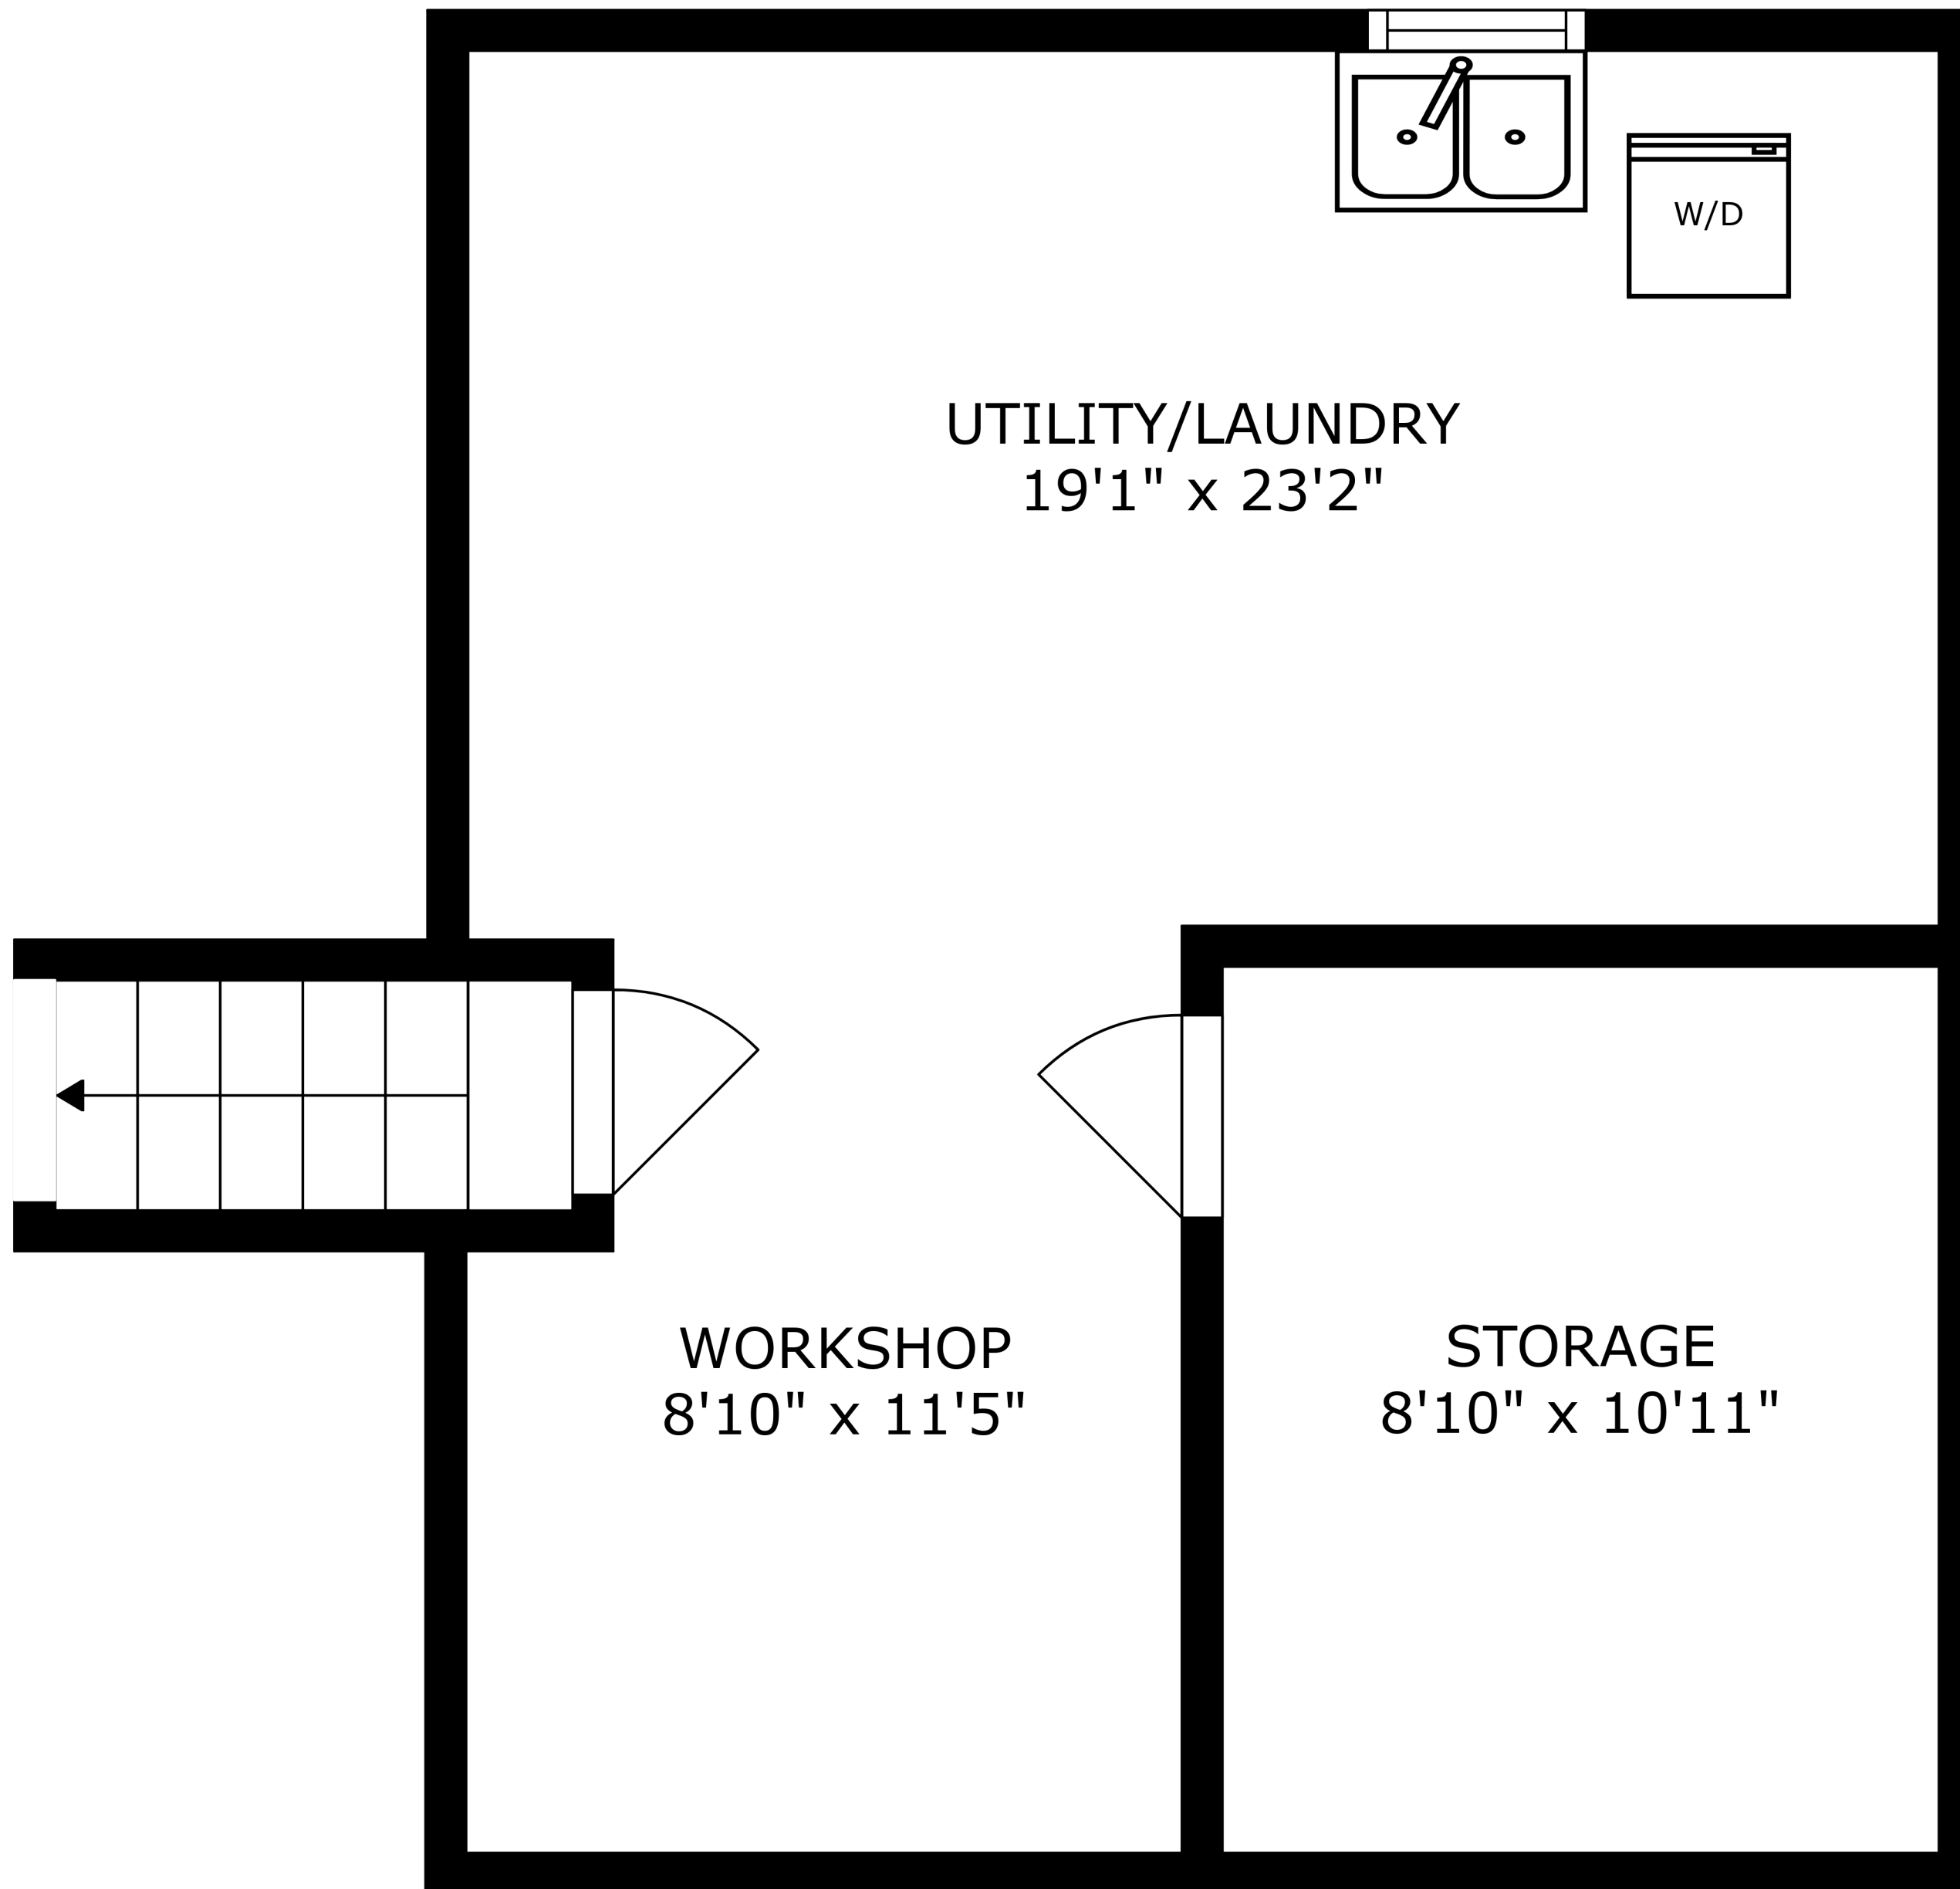 W/D
UTILITY/LAUNDRY
19'1" x 23'2"
WORKSHOP
8'10" x 11'5"
STORAGE
8'10" x 10'11"